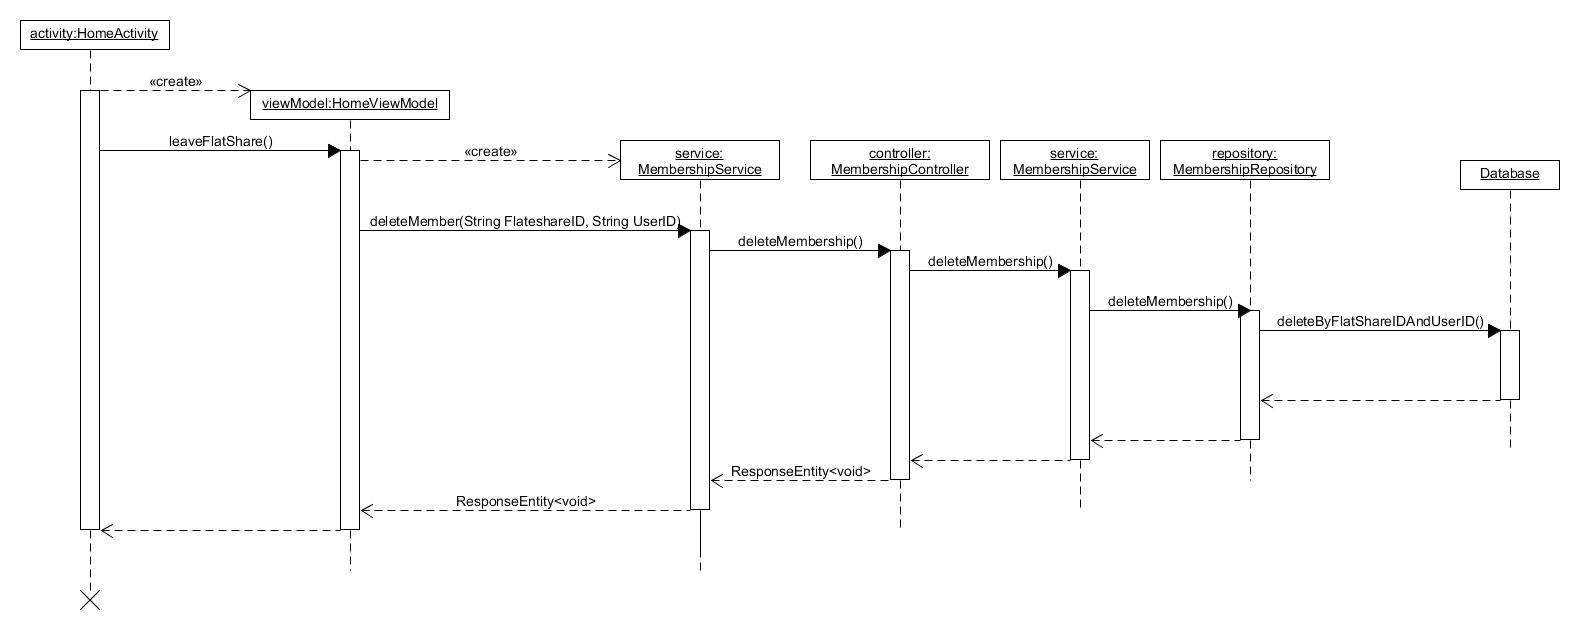 activity:HomeActivity
«create»
viewModel:HomeViewModel
leaveFlatShare()
«create»
service:
MembershipService
controller:
MembershipController
service:
MembershipService
repository:
MembershipRepository
Database
deleteMember(String FlateshareID, String UserID)
deleteMembership()
deleteMembership()
deleteMembership()
deleteByFlatShareIDAndUserID()
ResponseEntity<void>
ResponseEntity<void>